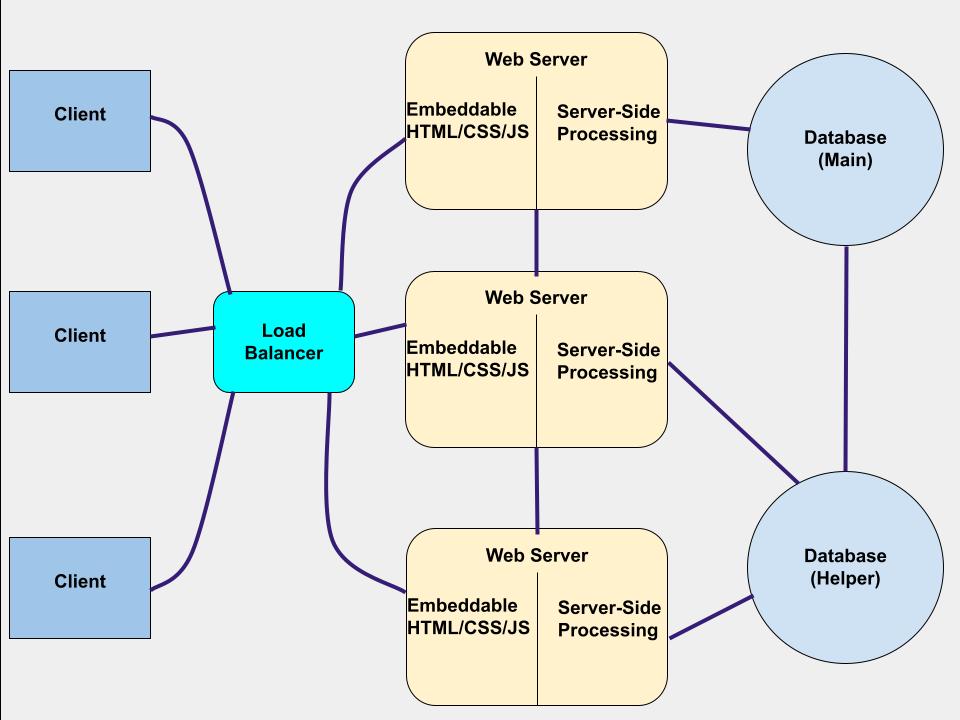 Client
Client
Client
Load
Balancer
Web Server
Embeddable
HTML/CSS/JS
Server-Side
Processing
Web Server
Embeddable
HTML/CSS/JS
Server-Side
Processing
Web Server
Embeddable
HTML/CSS/JS
Server-Side
Processing
Database
(Main)
Database
(Helper)